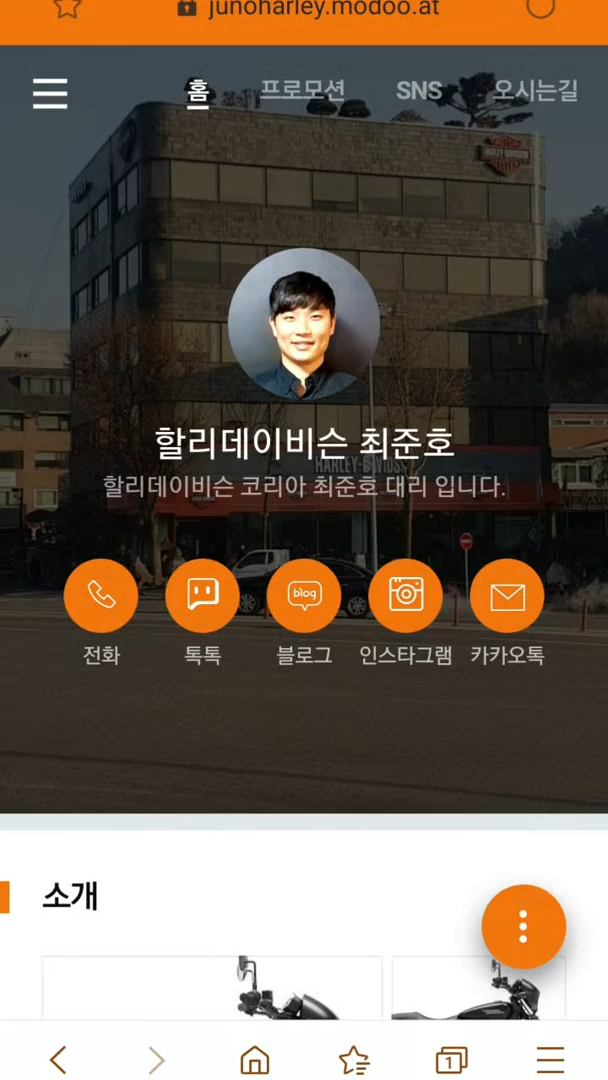 junoharley.modoo.at
홈 프로모션 SNS 오시는길
HARLEY-DAVIDSON
할리데이비슨 최준호
할리데이비슨 코리아 최준호 대리 입니다.
blog
전화 톡톡 블로그 인스타그램 카카오톡
소개
1